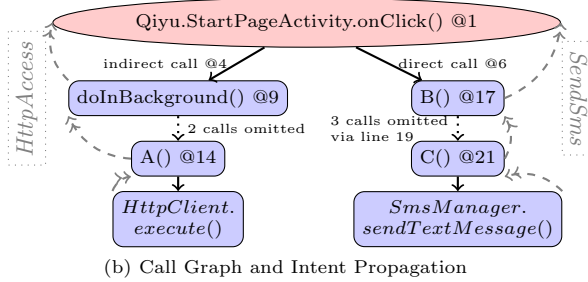 Qiyu.StartPageActivity.onClick() @1
HttpAccess
indirect call @4
direct call @6
SendSms
doInBackground() @9
B() @17
2 calls omitted
3 calls omitted
via line 19
A() @14
C() @21
HttpClient.
execute()
SmsManager.
sendTextMessage()
(b) Call Graph and Intent Propagation